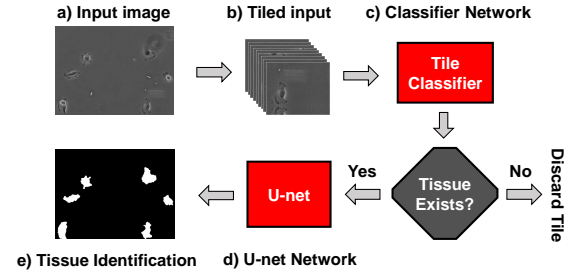 a) Input image
b) Tiled input
c) Classifier Network
Tile
Classifier
Tissue
Exists?
Yes
No
Discard Tile
U-net
e) Tissue Identification
d) U-net Network